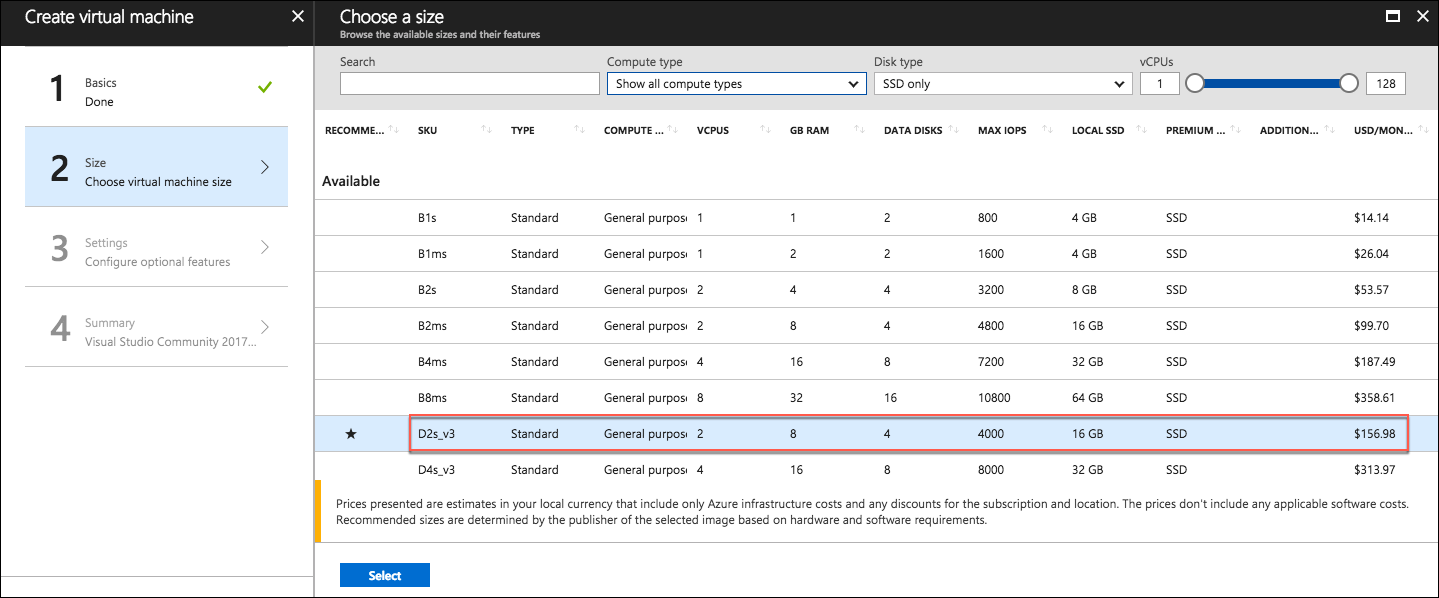 Create virtual machine
1
Basics
Done
2
Size
Choose virtual machine size
3
Settings
Configure optional features
4
Summary
Visual Studio Community 2017...
Choose a size
Browse the available sizes and their features
Search Compute type Disk type vCPUs
Show all compute types SSD only 1 128
RECOMME... SKU TYPE COMPUTE ... VCPUS GB RAM DATA DISKS MAX IOPS LOCAL SSD PREMIUM ... ADDITION... USD/MON...
Available
B1s Standard General purpose 1 1 2 800 4 GB SSD $14.14
B1ms Standard General purpose 1 2 2 1600 4 GB SSD $26.04
B2s Standard General purpose 2 4 4 3200 8 GB SSD $53.57
B2ms Standard General purpose 2 8 4 4800 16 GB SSD $99.70
B4ms Standard General purpose 4 16 8 7200 32 GB SSD $187.49
B8ms Standard General purpose 8 32 16 10800 64 GB SSD $358.61
D2s_v3 Standard General purpose 2 8 4 4000 16 GB SSD $156.98
D4s_v3 Standard General purpose 4 16 8 8000 32 GB SSD $313.97
Prices presented are estimates in your local currency that include only Azure infrastructure costs and any discounts for the subscription and location. The prices don't include any applicable software costs.
Recommended sizes are determined by the publisher of the selected image based on hardware and software requirements.
Select